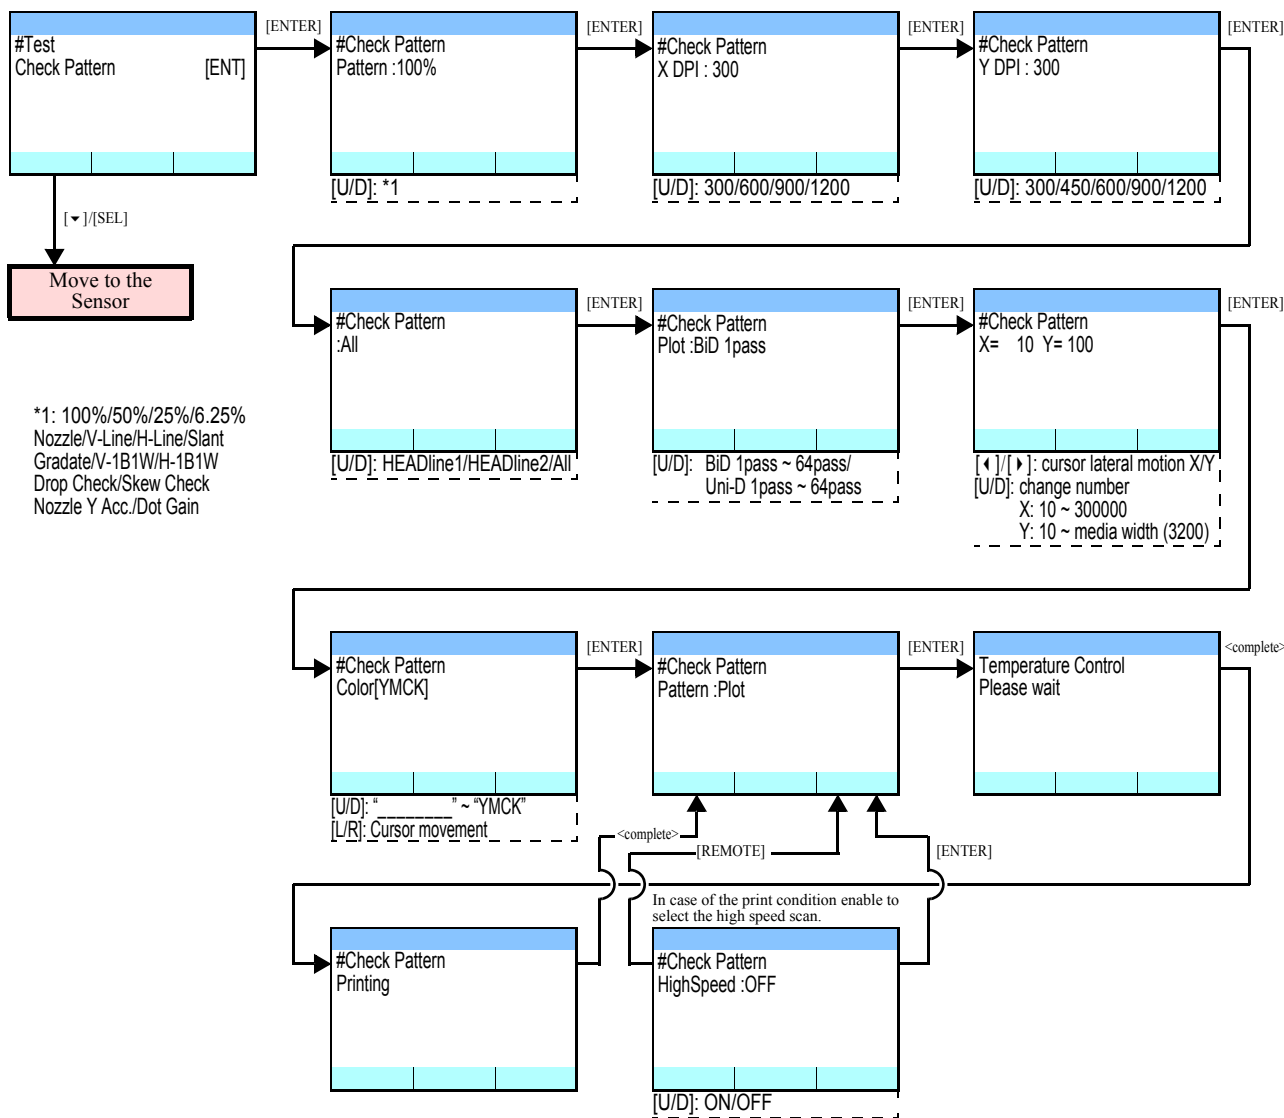 #Test
Check Pattern [ENT]
[ENTER]
#Check Pattern
Pattern :100%
[U/D]: *1
[ENTER]
#Check Pattern
X DPI : 300
[U/D]: 300/600/900/1200
[ENTER]
#Check Pattern
Y DPI : 300
[U/D]: 300/450/600/900/1200
[ENTER]
[▾]/[SEL]
Move to the
Sensor
#Check Pattern
:All
[U/D]: HEADline1/HEADline2/All
[ENTER]
#Check Pattern
Plot :BiD 1pass
[U/D]: BiD 1pass ~ 64pass/
Uni-D 1pass ~ 64pass
[ENTER]
#Check Pattern
X= 10 Y= 100
[◂]/[▸]: cursor lateral motion X/Y
[U/D]: change number
X: 10 ~ 300000
Y: 10 ~ media width (3200)
[ENTER]
*1: 100%/50%/25%/6.25%
Nozzle/V-Line/H-Line/Slant
Gradate/V-1B1W/H-1B1W
Drop Check/Skew Check
Nozzle Y Acc./Dot Gain
#Check Pattern
Color[YMCK]
[U/D]: “________” ~ “YMCK”
[L/R]: Cursor movement
[ENTER]
#Check Pattern
Pattern :Plot
[ENTER]
Temperature Control
Please wait
<complete>
<complete>
[REMOTE]
[ENTER]
In case of the print condition enable to
select the high speed scan.
#Check Pattern
Printing
#Check Pattern
HighSpeed :OFF
[U/D]: ON/OFF